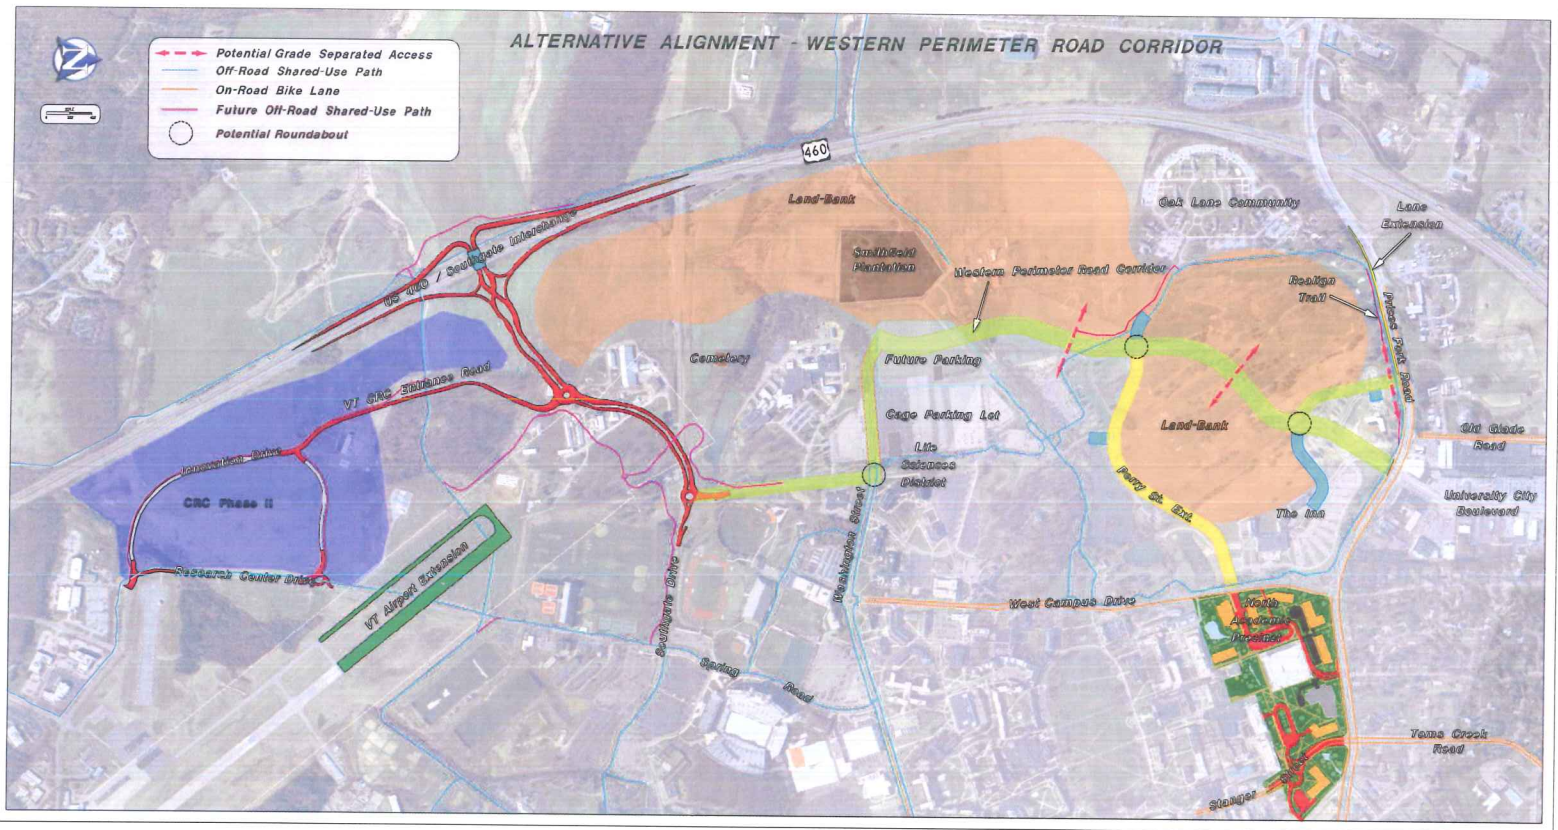 ALTERNATIVE ALIGNMENT - WESTERN PERIMETER ROAD CORRIDOR
N
Potential Grade Separated Access
Off-Road Shared-Use Path
On-Road Bike Lane
Future Off-Road Shared-Use Path
Potential Roundabout
460
Land-Bank
Oak Lane Community
Lane
Extension
US 460 / Southgate Interchange
Smithfield
Plantation
Western Perimeter Road Corridor
Realign
Trail
Prices Fork Road
Cemetery
Future Parking
VT CRC Entrance Road
Cage Parking Lot
Land-Bank
Old Glade
Road
Life
Sciences
District
Innovation Drive
CRC Phase II
Perry St. Ext.
The Inn
University City
Boulevard
Research Center Drive
VT Airport Extension
Southgate Drive
Washington Street
West Campus Drive
North
Academic
Precinct
Spring Road
Toms Creek
Road
Stanger